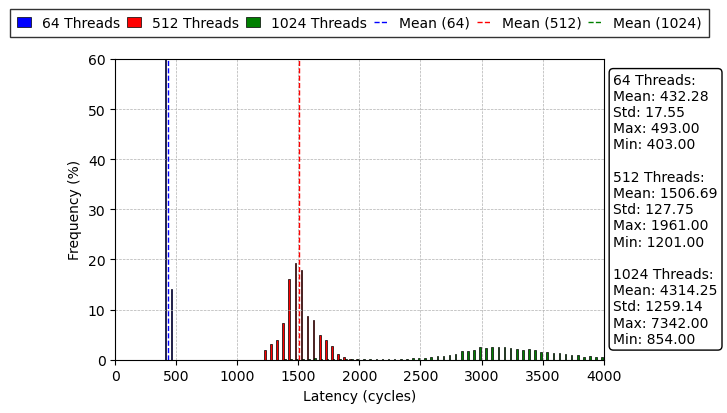 64 Threads 512 Threads 1024 Threads Mean (64) Mean (512) Mean (1024)
60
50
40
30
20
10
0
Frequency (%)
0 500 1000 1500 2000 2500 3000 3500 4000
Latency (cycles)
64 Threads:
Mean: 432.28
Std: 17.55
Max: 493.00
Min: 403.00
512 Threads:
Mean: 1506.69
Std: 127.75
Max: 1961.00
Min: 1201.00
1024 Threads:
Mean: 4314.25
Std: 1259.14
Max: 7342.00
Min: 854.00